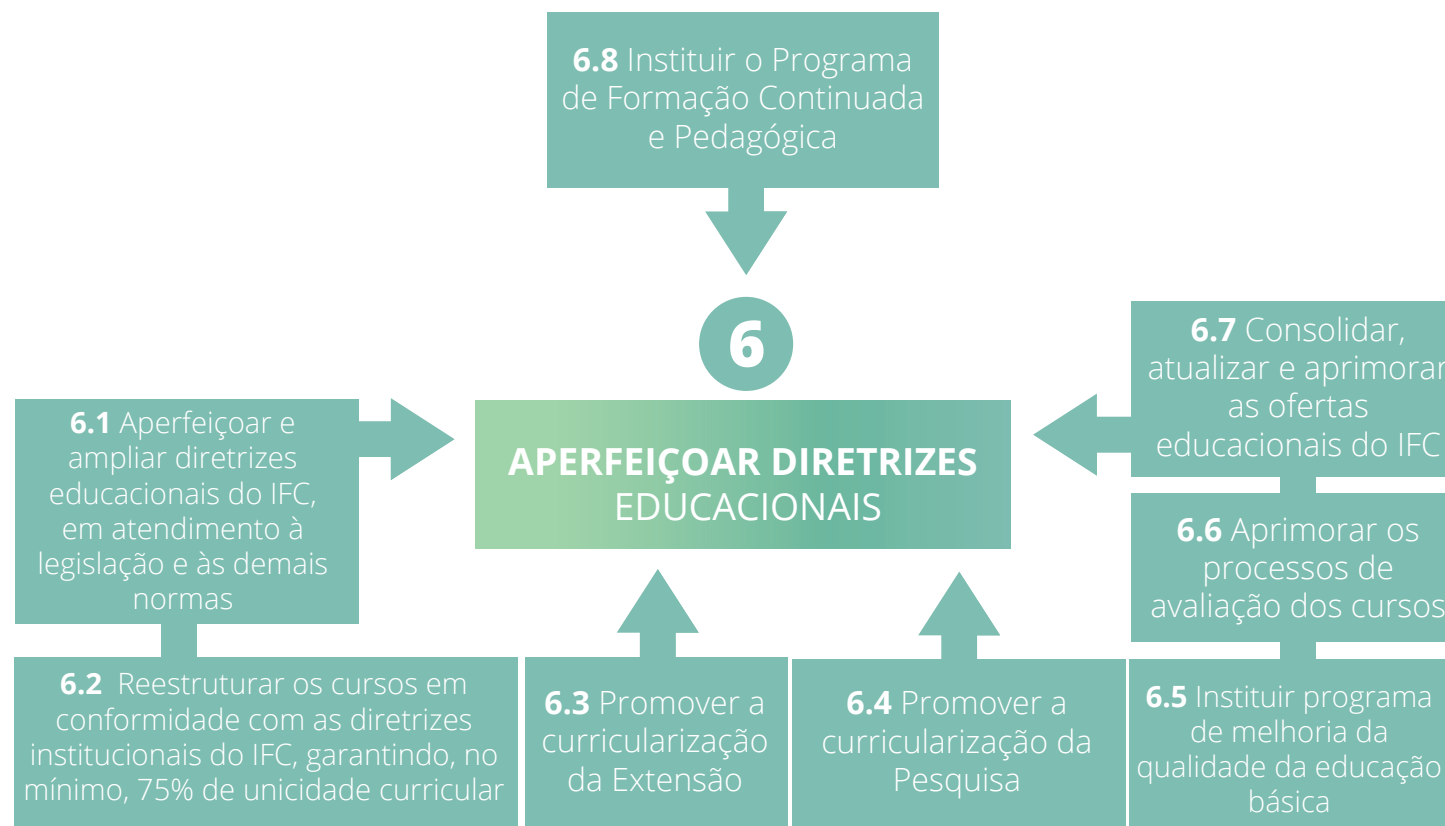 6.8 Instituir o Programa
de Formação Continuada
e Pedagógica
6
APERFEIÇOAR DIRETRIZES
EDUCACIONAIS
6.1 Aperfeiçoar e
ampliar diretrizes
educacionais do IFC,
em atendimento à
legislação e às demais
normas
6.2 Reestruturar os cursos em
conformidade com as diretrizes
institucionais do IFC, garantindo, no
mínimo, 75% de unicidade curricular
6.3 Promover a
curricularização
da Extensão
6.4 Promover a
curricularização da
Pesquisa
6.5 Instituir programa
de melhoria da
qualidade da educação
básica
6.6 Aprimorar os
processos de
avaliação dos cursos
6.7 Consolidar,
atualizar e aprimorar
as ofertas
educacionais do IFC